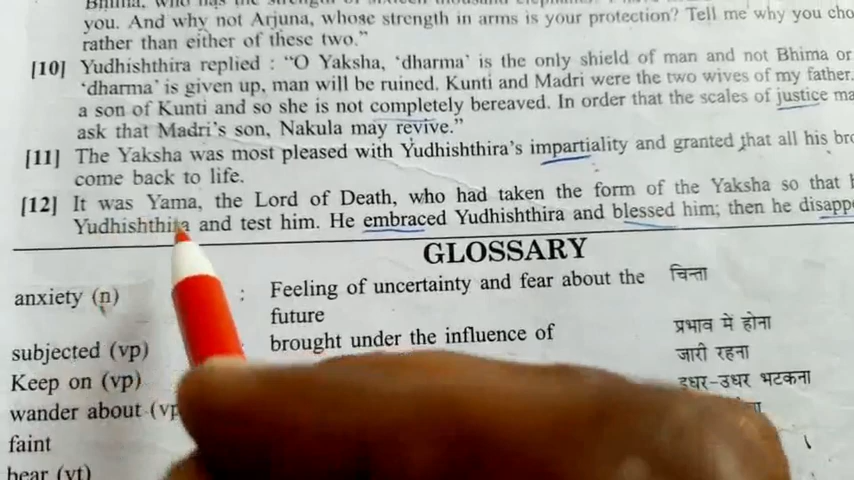 you. And why not Arjuna, whose strength in arms is your protection? Tell me why you
rather than either of these two."
[10] Yudhishthira replied : "O Yaksha, 'dharma' is the only shield of man and not Bhima or
'dharma' is given up, man will be ruined. Kunti and Madri were the two wives of my father.
a son of Kunti and so she is not completely bereaved. In order that the scales of justice
ask that Madri's son, Nakula may revive."
[11] The Yaksha was most pleased with Yudhishthira's impartiality and granted that all his
come back to life.
[12] It was Yama, the Lord of Death, who had taken the form of the Yaksha so that
Yudhishthira and test him. He embraced Yudhishthira and blessed him; then he
GLOSSARY
anxiety (n) : Feeling of uncertainty and fear about the चिन्ता
future
subjected (vp) brought under the influence of प्रभाव में होना
Keep on (vp) जारी रहना
wander about इधर-उधर भटकना
faint
bear (vt)